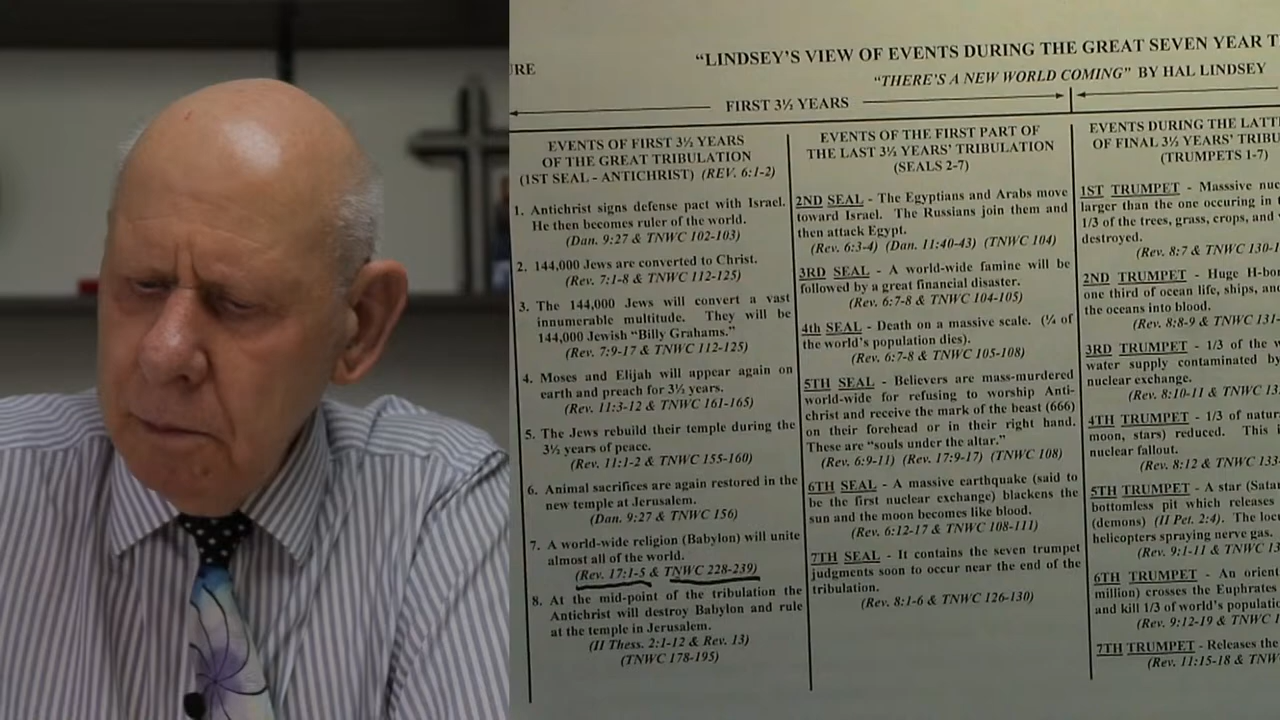 URE
“LINDSEY’S VIEW OF EVENTS DURING THE GREAT SEVEN YEAR T
“THERE’S A NEW WORLD COMING” BY HAL LINDSEY
FIRST 3½ YEARS
EVENTS OF FIRST 3½ YEARS
OF THE GREAT TRIBULATION
(1ST SEAL - ANTICHRIST) (REV. 6:1-2)
1. Antichrist signs defense pact with Israel.
He then becomes ruler of the world.
(Dan. 9:27 & TNWC 102-103)
2. 144,000 Jews are converted to Christ.
(Rev. 7:1-8 & TNWC 112-125)
3. The 144,000 Jews will convert a vast
innumerable multitude. They will be
144,000 Jewish “Billy Grahams.”
(Rev. 7:9-17 & TNWC 112-125)
4. Moses and Elijah will appear again on
earth and preach for 3½ years.
(Rev. 11:3-12 & TNWC 161-165)
5. The Jews rebuild their temple during the
3½ years of peace.
(Rev. 11:1-2 & TNWC 155-160)
6. Animal sacrifices are again restored in the
new temple at Jerusalem.
(Dan. 9:27 & TNWC 156)
7. A world-wide religion (Babylon) will unite
almost all of the world.
(Rev. 17:1-5 & TNWC 228-239)
8. At the mid-point of the tribulation the
Antichrist will destroy Babylon and rule
at the temple in Jerusalem.
(II Thess. 2:1-12 & Rev. 13)
(TNWC 178-195)
EVENTS OF THE FIRST PART OF
THE LAST 3½ YEARS’ TRIBULATION
(SEALS 2-7)
2ND SEAL - The Egyptians and Arabs move
toward Israel. The Russians join them and
then attack Egypt.
(Rev. 6:3-4) (Dan. 11:40-43) (TNWC 104)
3RD SEAL - A world-wide famine will be
followed by a great financial disaster.
(Rev. 6:7-8 & TNWC 104-105)
4th SEAL - Death on a massive scale. (¼ of
the world’s population dies).
(Rev. 6:7-8 & TNWC 105-108)
5TH SEAL - Believers are mass-murdered
world-wide for refusing to worship Anti-
christ and receive the mark of the beast (666)
on their forehead or in their right hand.
These are “souls under the altar.”
(Rev. 6:9-11) (Rev. 17:9-17) (TNWC 108)
6TH SEAL - A massive earthquake (said to
be the first nuclear exchange) blackens the
sun and the moon becomes like blood.
(Rev. 6:12-17 & TNWC 108-111)
7TH SEAL - It contains the seven trumpet
judgments soon to occur near the end of the
tribulation.
(Rev. 8:1-6 & TNWC 126-130)
EVENTS DURING THE LATT
OF FINAL 3½ YEARS’ TRIBU
(TRUMPETS 1-7)
1ST TRUMPET - Masssive nuc
larger than the one occuring in t
1/3 of the trees, grass, crops, and
destroyed.
(Rev. 8:7 & TNWC 130-1
2ND TRUMPET - Huge H-bo
one third of ocean life, ships, an
the oceans into blood.
(Rev. 8:8-9 & TNWC 131-
3RD TRUMPET - 1/3 of the w
water supply contaminated by
nuclear exchange.
(Rev. 8:10-11 & TNWC 13
4TH TRUMPET - 1/3 of natur
moon, stars) reduced. This i
nuclear fallout.
(Rev. 8:12 & TNWC 133-
5TH TRUMPET - A star (Satan
bottomless pit which releases
(demons) (II Pet. 2:4). The loc
helicopters spraying nerve gas.
(Rev. 9:1-11 & TNWC 13
6TH TRUMPET - An orient
million) crosses the Euphrates
and kill 1/3 of world’s populatio
(Rev. 9:12-19 & TNWC 1
7TH TRUMPET - Releases the
(Rev. 11:15-18 & TNW